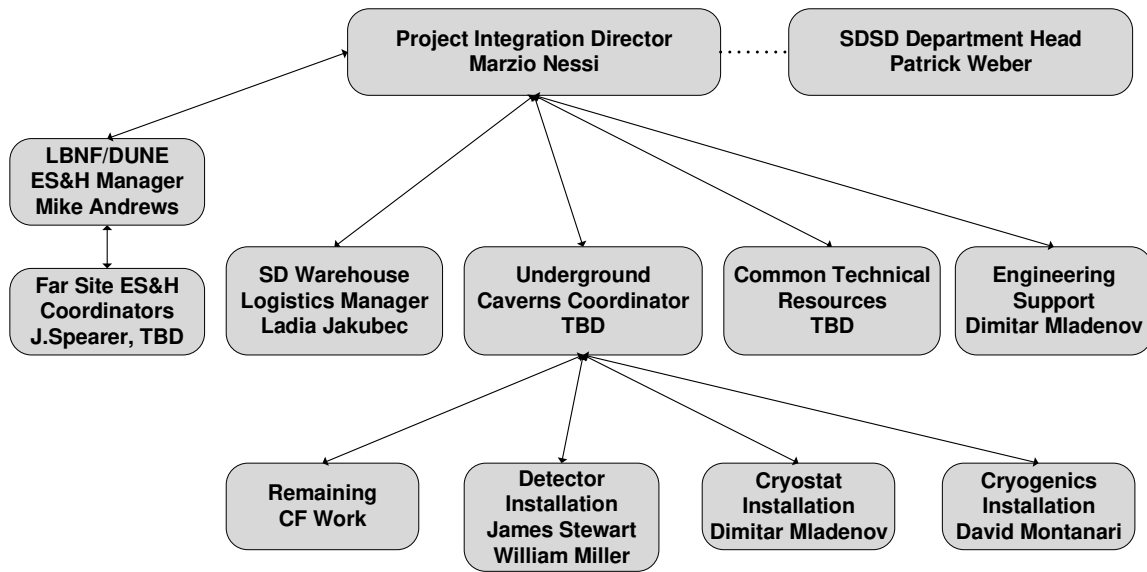 Project Integration Director
Marzio Nessi
SDSD Department Head
Patrick Weber
LBNF/DUNE
ES&H Manager
Mike Andrews
Far Site ES&H
Coordinators
J.Spearer, TBD
SD Warehouse
Logistics Manager
Ladia Jakubec
Underground
Caverns Coordinator
TBD
Common Technical
Resources
TBD
Engineering
Support
Dimitar Mladenov
Remaining
CF Work
Detector
Installation
James Stewart
William Miller
Cryostat
Installation
Dimitar Mladenov
Cryogenics
Installation
David Montanari